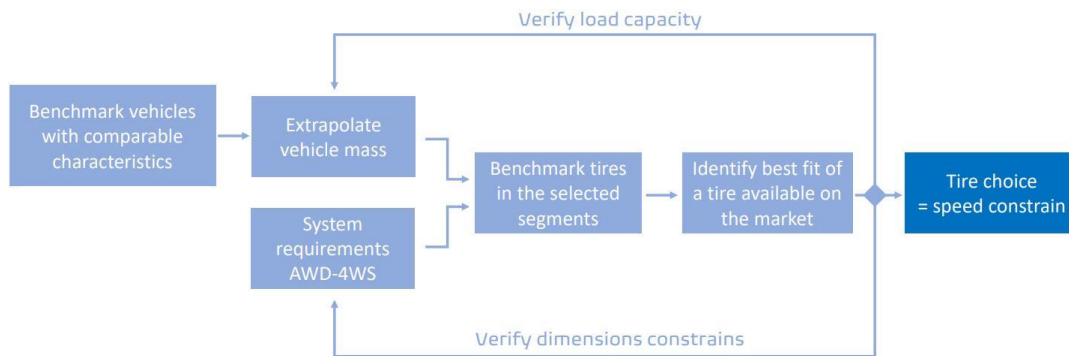 Verify load capacity
Benchmark vehicles
with comparable
characteristics
Extrapolate
vehicle mass
System
requirements
AWD-4WS
Benchmark tires
in the selected
segments
Identify best fit of
a tire available on
the market
Tire choice
= speed constrain
Verify dimensions constrains